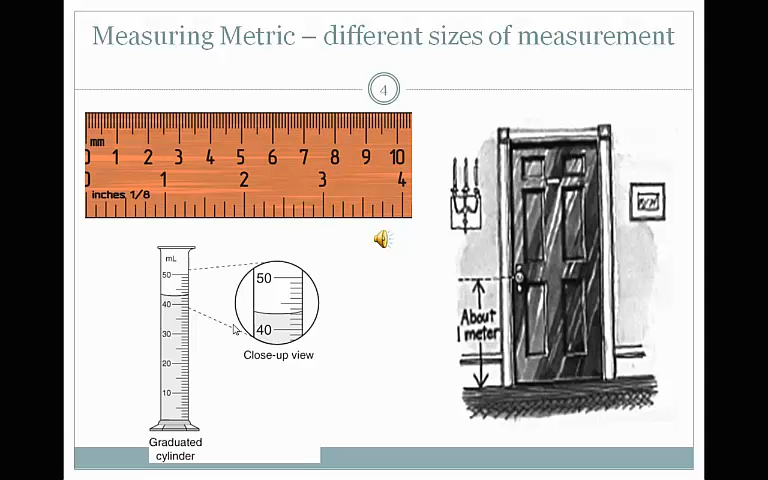 Measuring Metric – different sizes of measurement
4
mm
0 1 2 3 4 5 6 7 8 9 10
0 1 2 3 4
inches 1/8
mL
50
40
30
20
10
50
40
Close-up view
Graduated
cylinder
About
1 meter